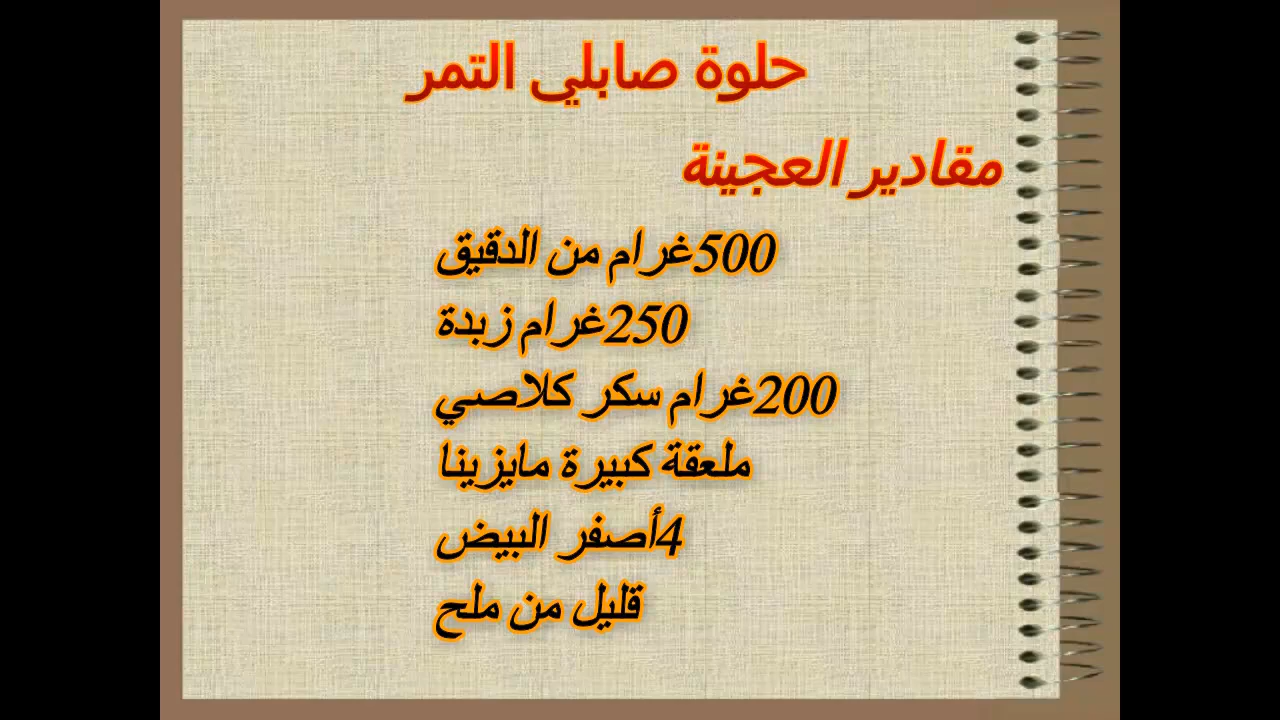 حلوة صابلي التمر
مقادير العجينة
500غرام من الدقيق
250غرام زبدة
200غرام سكر كلاصي
ملعقة كبيرة مايزينا
4أصفر البيض
قليل من ملح